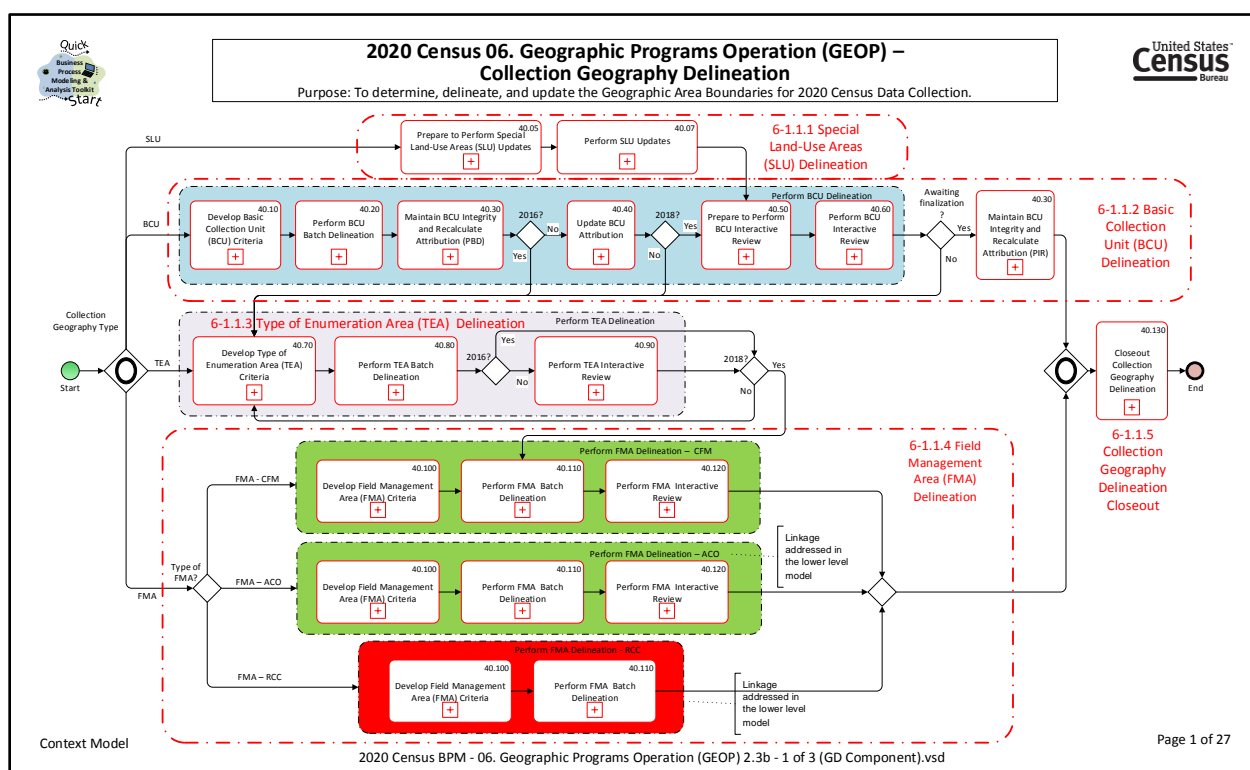 Quick
Business
Process
Modeling &
Analysis Toolkit
Start
2020 Census 06. Geographic Programs Operation (GEOP) –
Collection Geography Delineation
Purpose: To determine, delineate, and update the Geographic Area Boundaries for 2020 Census Data Collection.
United States™
Census
Bureau
SLU
40.05
Prepare to Perform Special
Land-Use Areas (SLU) Updates
40.07
Perform SLU Updates
6-1.1.1 Special
Land-Use Areas
(SLU) Delineation
Perform BCU Delineation
BCU
40.10
Develop Basic
Collection Unit
(BCU) Criteria
40.20
Perform BCU
Batch Delineation
40.30
Maintain BCU Integrity
and Recalculate
Attribution (PBD)
2016?
No
Yes
40.40
Update BCU
Attribution
2018?
Yes
No
40.50
Prepare to Perform
BCU Interactive
Review
40.60
Perform BCU
Interactive
Review
Awaiting
finalization
?
Yes
No
40.30
Maintain BCU
Integrity and
Recalculate
Attribution (PIR)
6-1.1.2 Basic
Collection
Unit (BCU)
Delineation
Collection
Geography Type
Start
6-1.1.3 Type of Enumeration Area (TEA) Delineation
Perform TEA Delineation
TEA
40.70
Develop Type of
Enumeration Area (TEA)
Criteria
40.80
Perform TEA Batch
Delineation
2016?
Yes
No
40.90
Perform TEA Interactive
Review
2018?
Yes
No
40.130
Closeout
Collection
Geography
Delineation
End
6-1.1.5
Collection
Geography
Delineation
Closeout
6-1.1.4 Field
Management
Area (FMA)
Delineation
Perform FMA Delineation – CFM
FMA - CFM
40.100
Develop Field Management
Area (FMA) Criteria
40.110
Perform FMA Batch
Delineation
40.120
Perform FMA Interactive
Review
Type of
FMA?
FMA
Perform FMA Delineation – ACO
FMA – ACO
40.100
Develop Field Management
Area (FMA) Criteria
40.110
Perform FMA Batch
Delineation
40.120
Perform FMA Interactive
Review
Linkage
addressed in
the lower level
model
Perform FMA Delineation - RCC
FMA – RCC
40.100
Develop Field Management
Area (FMA) Criteria
40.110
Perform FMA Batch
Delineation
Linkage
addressed in
the lower level
model
Context Model
2020 Census BPM - 06. Geographic Programs Operation (GEOP) 2.3b - 1 of 3 (GD Component).vsd
Page 1 of 27